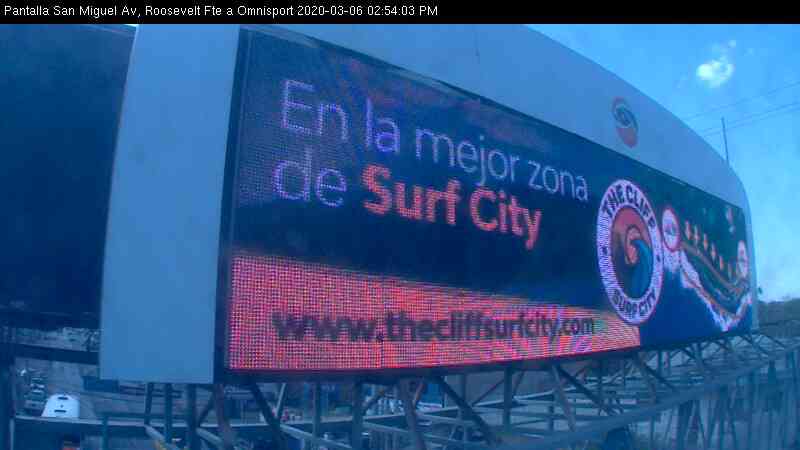 Pantalla San Miguel Av, Roosevelt Fte a Omnisport 2020-03-06 02:54:03 PM
En la mejor zona
de Surf City
THE CLIFF
SURF CITY
www.thecliffsurfcity.com